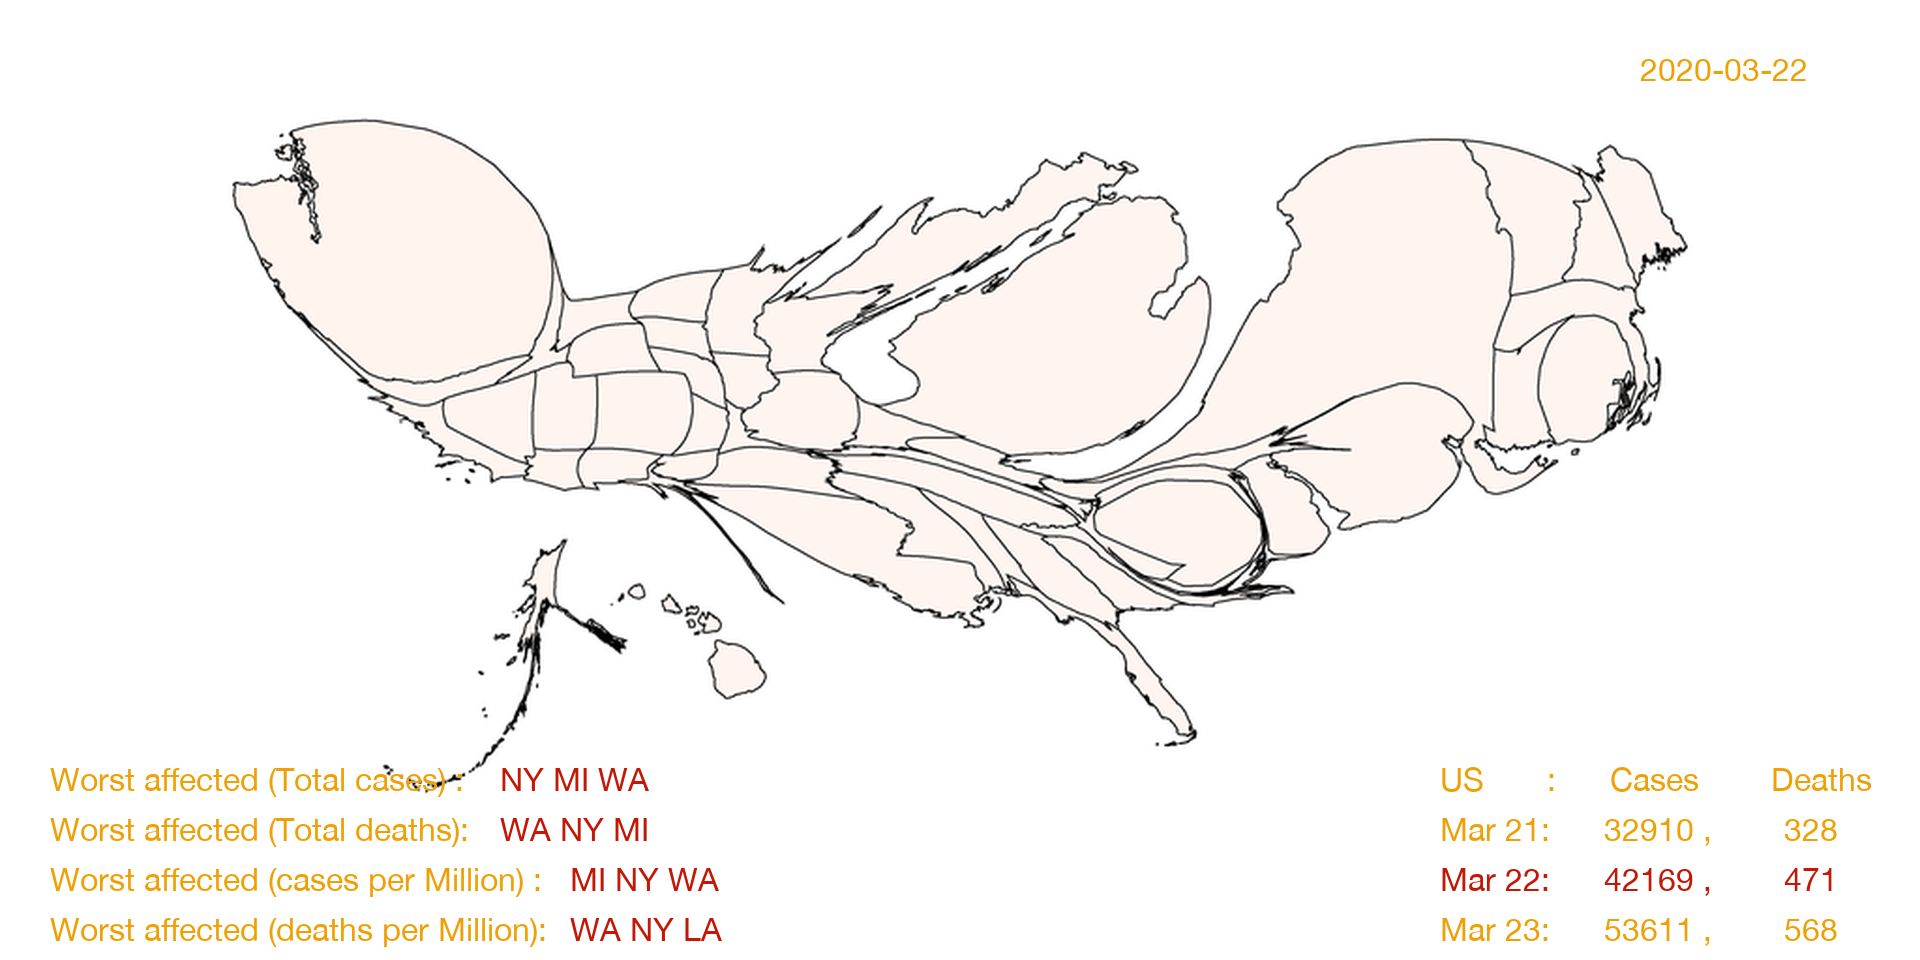 2020-03-22
Worst affected (Total cases) : NY MI WA
Worst affected (Total deaths): WA NY MI
Worst affected (cases per Million) : MI NY WA
Worst affected (deaths per Million): WA NY LA
US : Cases Deaths
Mar 21: 32910 , 328
Mar 22: 42169 , 471
Mar 23: 53611 , 568